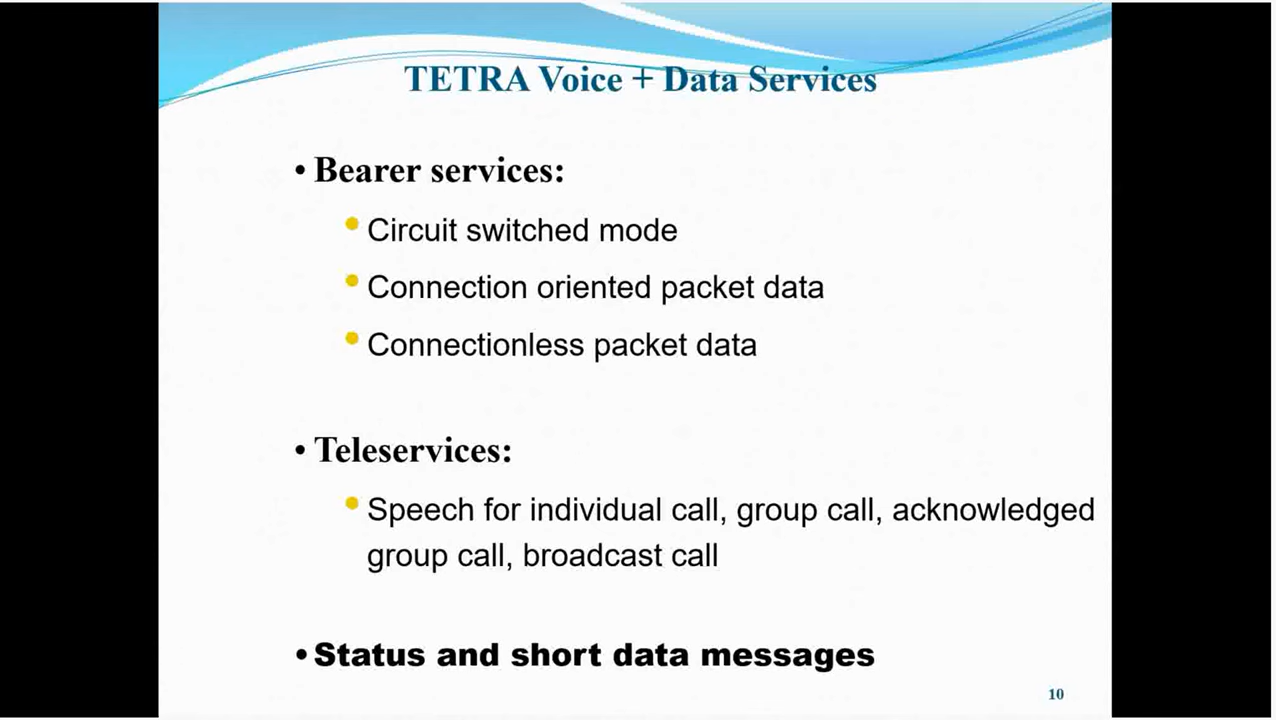 TETRA Voice + Data Services
• Bearer services:
• Circuit switched mode
• Connection oriented packet data
• Connectionless packet data
• Teleservices:
• Speech for individual call, group call, acknowledged
group call, broadcast call
• Status and short data messages
10